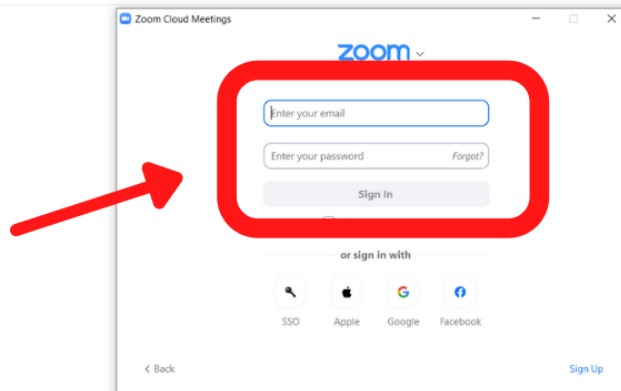 Zoom Cloud Meetings
zoom
Enter your email
Enter your password Forgot?
Sign In
or sign in with
SSO Apple Google Facebook
< Back Sign Up